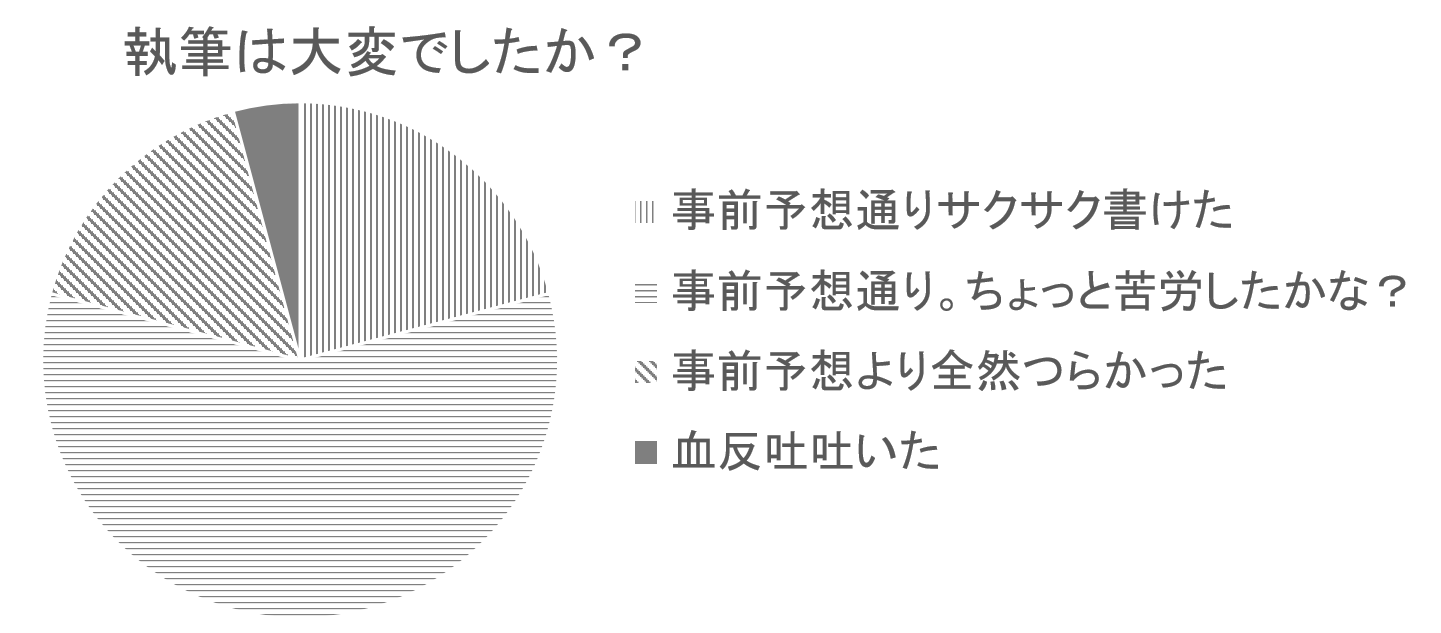 執筆は大変でしたか？
事前予想通りサクサク書けた
事前予想通り。ちょっと苦労したかな？
事前予想より全然つらかった
血反吐吐いた